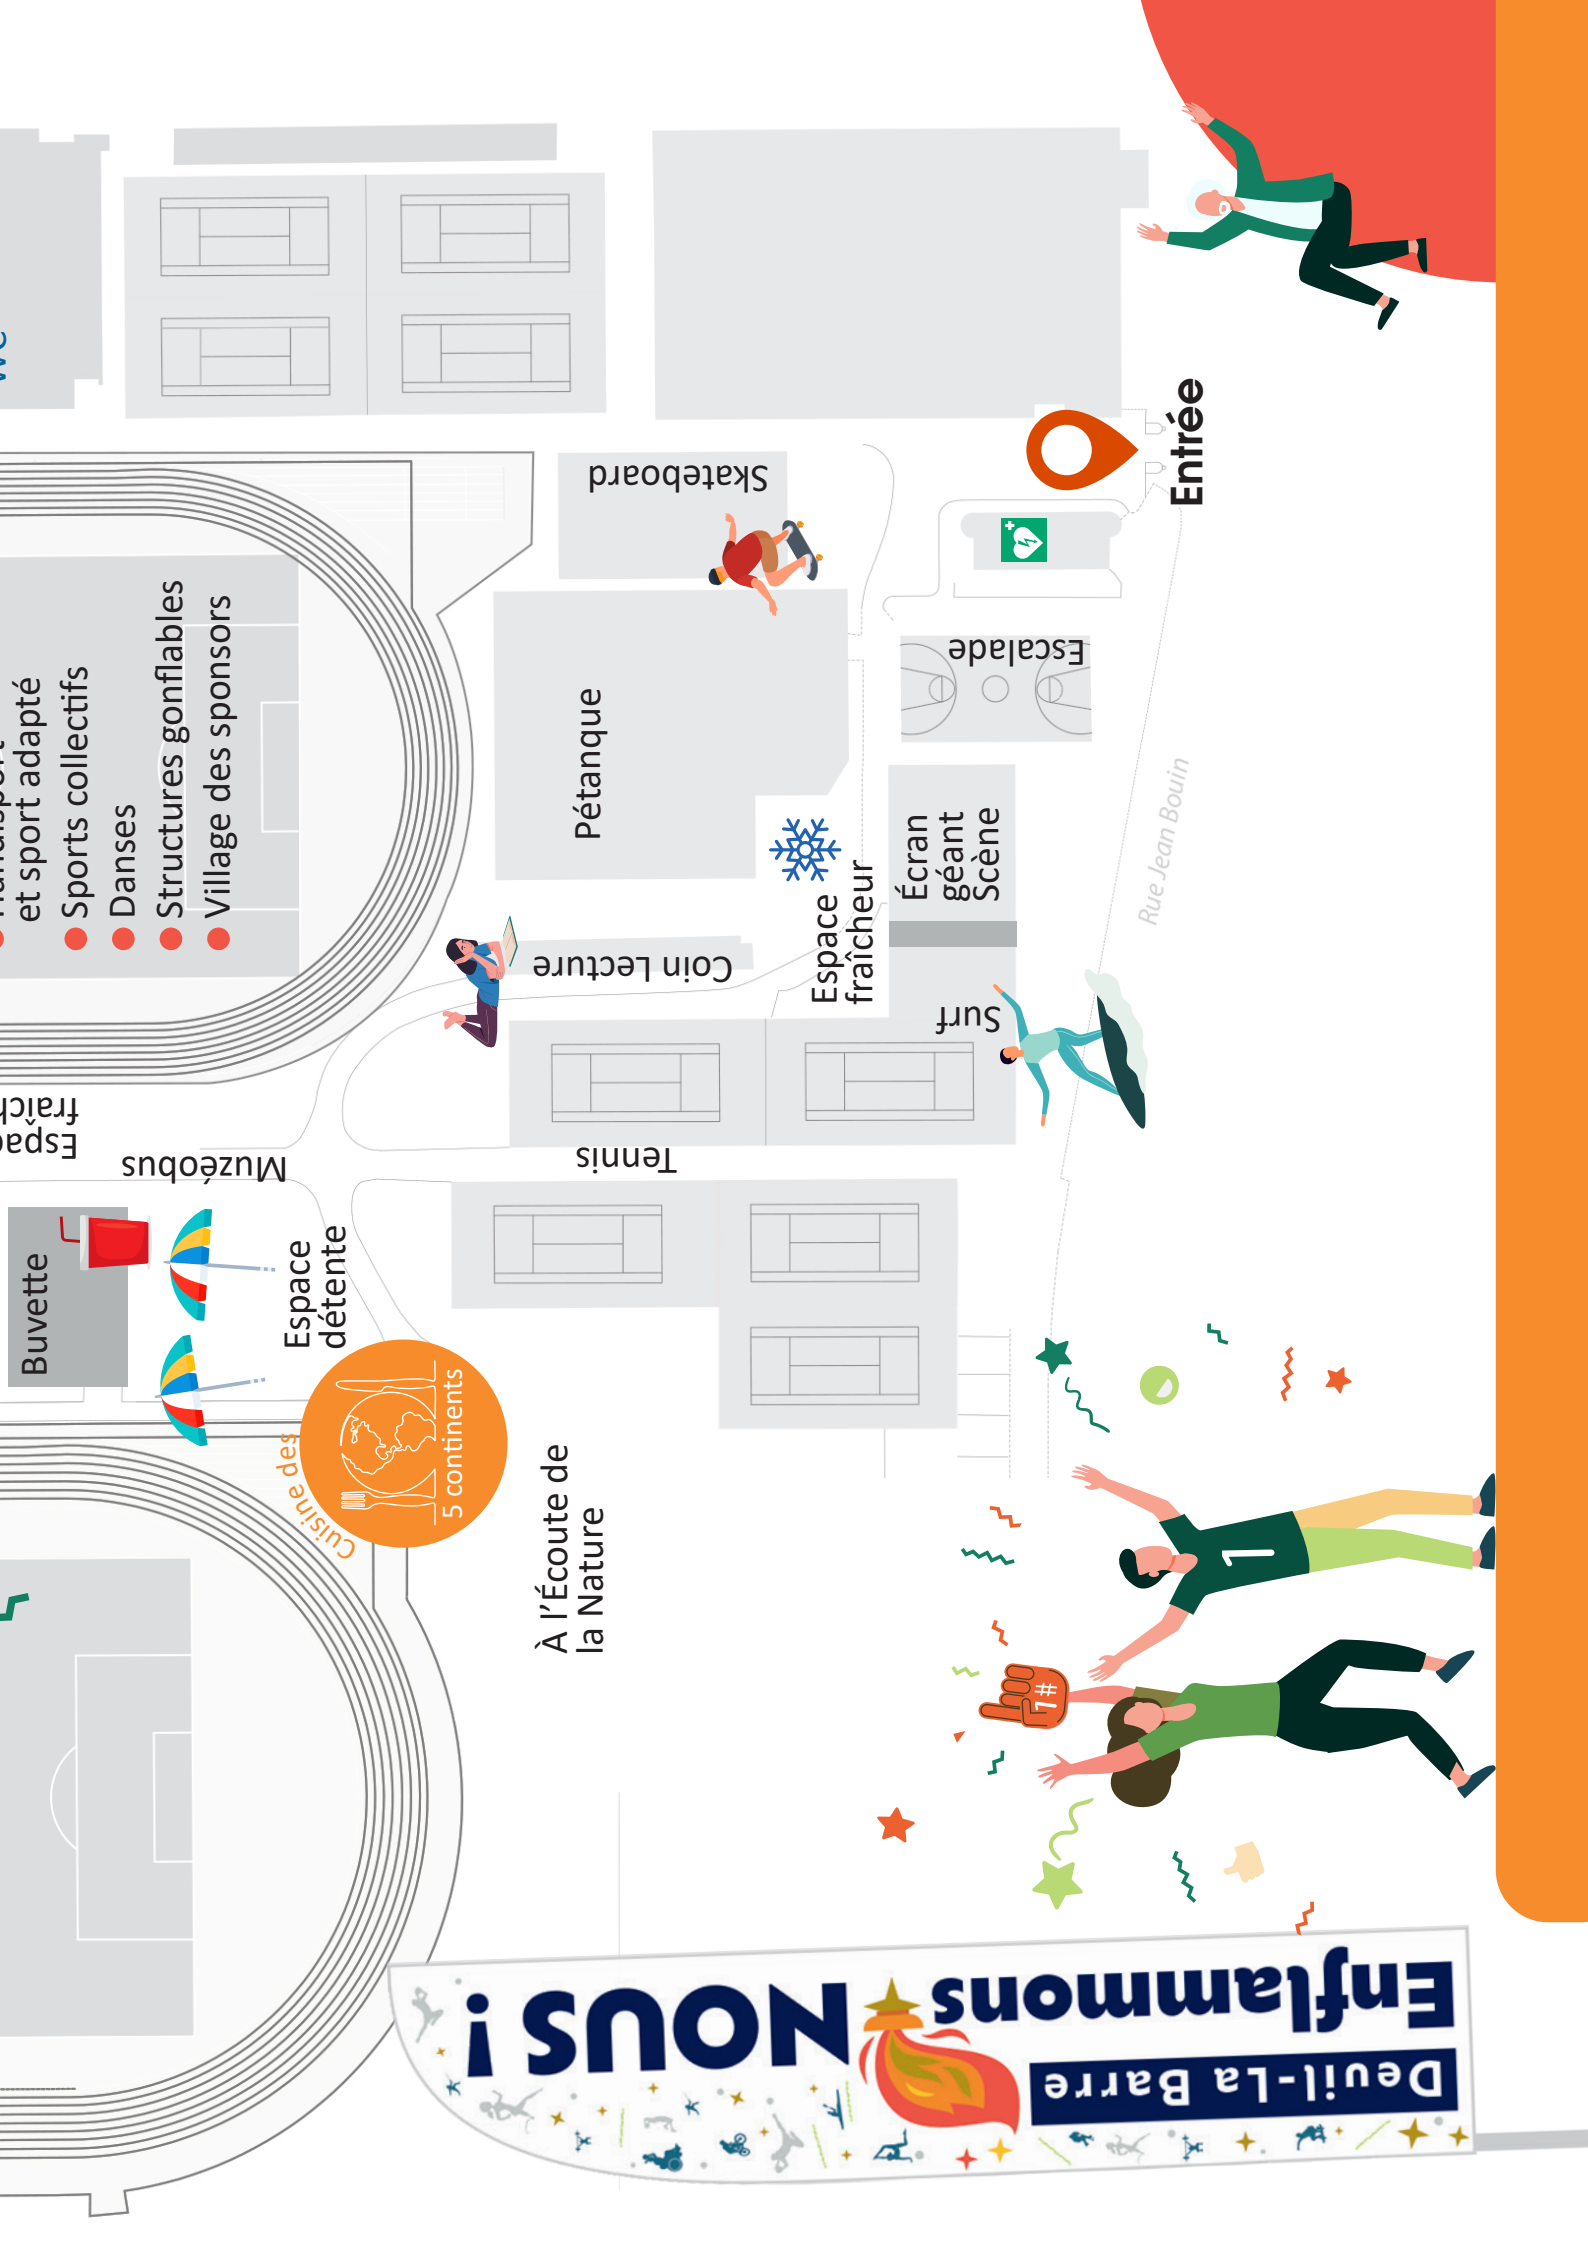 Skateboard
Entrée
Escalade
et sport adapté
Sports collectifs
Danses
Structures gonflables
Village des sponsors
Pétanque
Écran
géant
Scène
Espace
fraîcheur
Coin Lecture
Surf
Rue Jean Bouin
Tennis
Muzéobus
Buvette
Espace
détente
Cuisine des
5 continents
À l'Écoute de
la Nature
1
#1
Deuil-La Barre
Enflammons
NOUS !